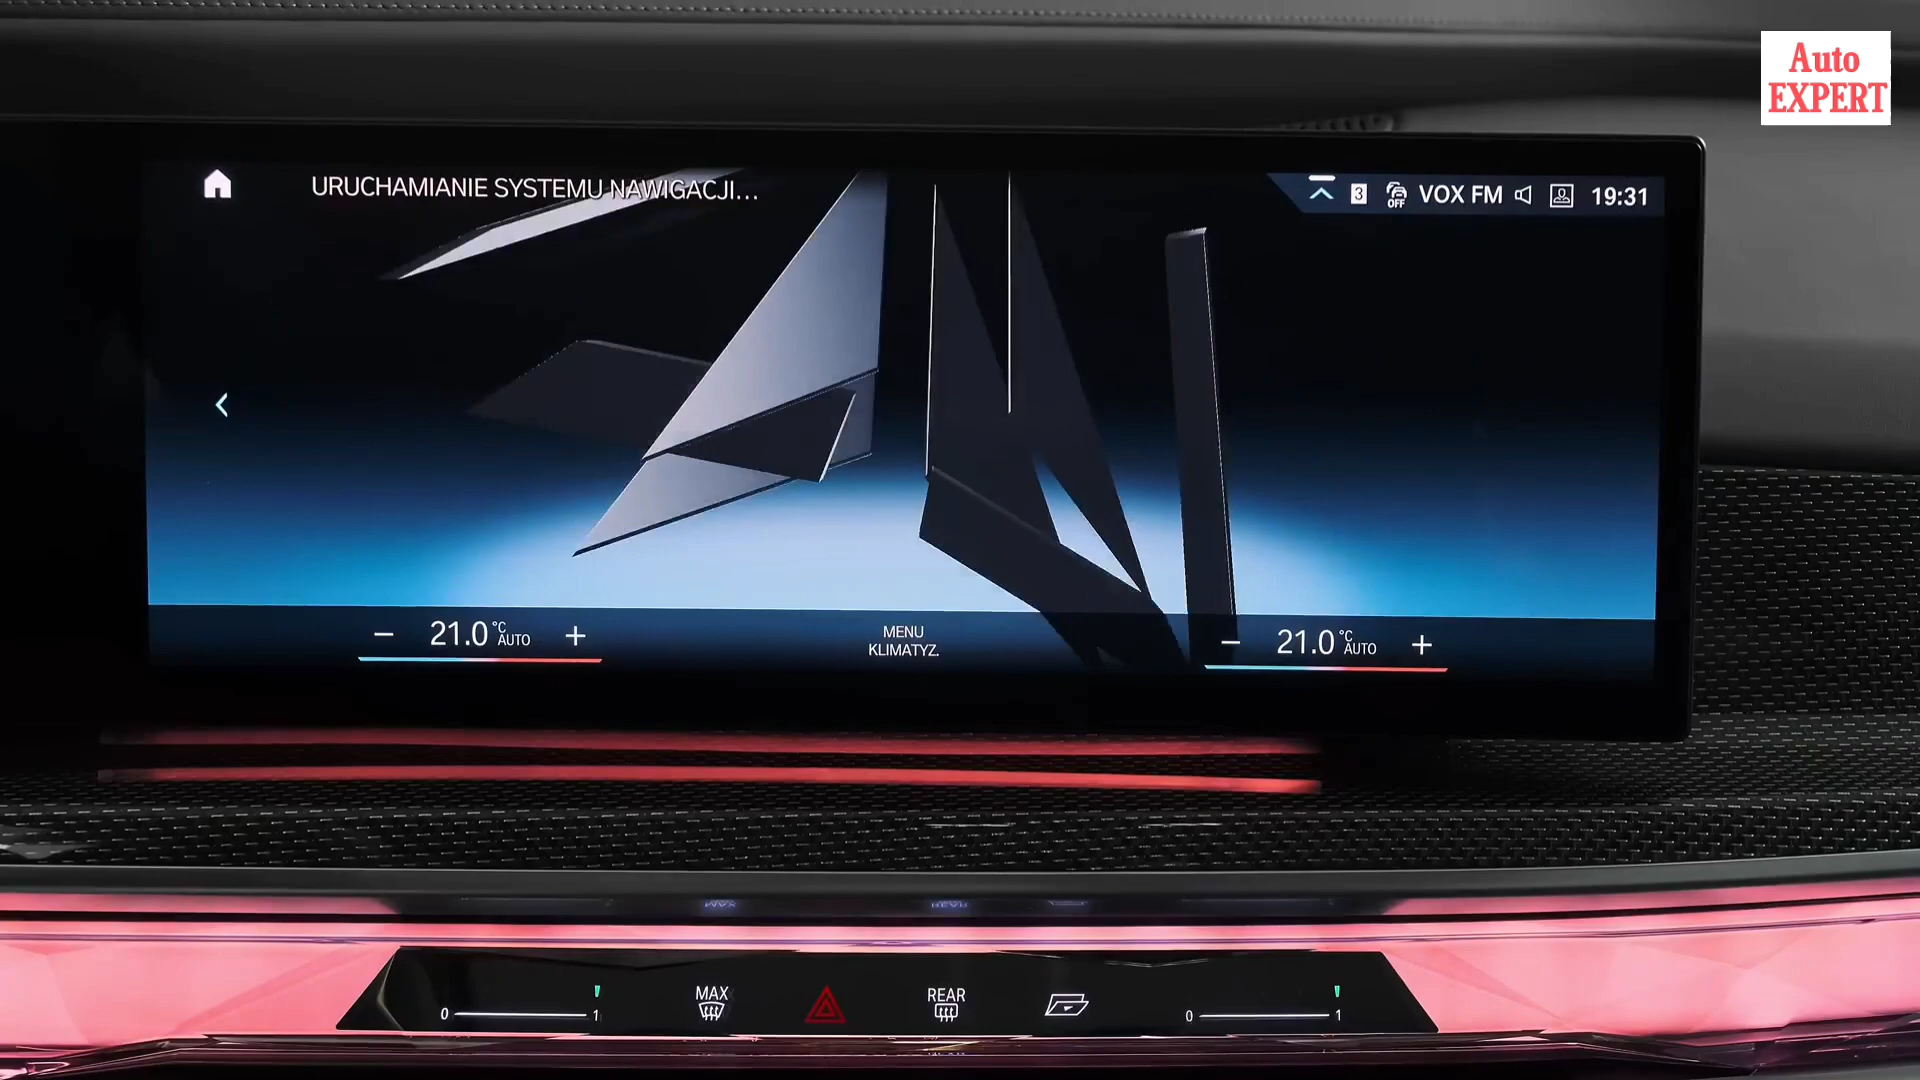 Auto
EXPERT
URUCHAMIANIE SYSTEMU NAWIGACJI...
3 OFF VOX FM 19:31
21.0 °C AUTO
MENU
KLIMATYZ.
21.0 °C AUTO
MAX
REAR
0 1
0 1